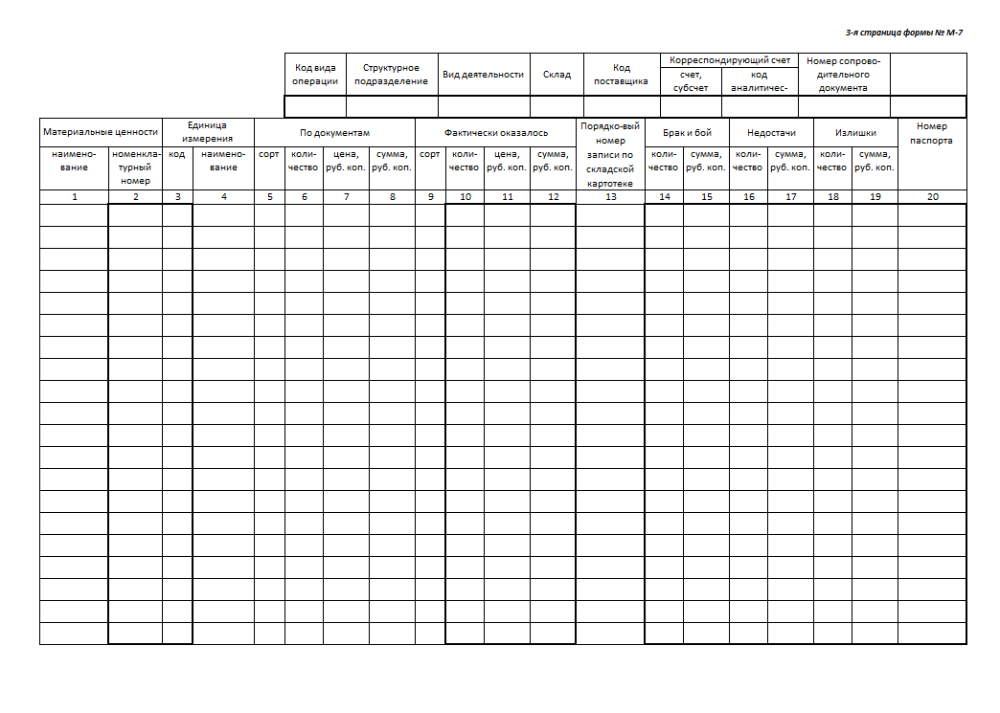 3-я страница формы № М-7
Код вида операции
Структурное подразделение
Вид деятельности
Склад
Код поставщика
Корреспондирующий счет
счет, субсчет
код аналитичес-
Номер сопрово-дительного документа
Материальные ценности
Единица измерения
По документам
Фактически оказалось
Порядко-вый номер записи по складской картотеке
Брак и бой
Недостачи
Излишки
Номер паспорта
наимено-вание
номенкла-турный номер
код
наимено-вание
сорт
коли-чество
цена, руб. коп.
сумма, руб. коп.
сорт
коли-чество
цена, руб. коп.
сумма, руб. коп.
коли-чество
сумма, руб. коп.
коли-чество
сумма, руб. коп.
коли-чество
сумма, руб. коп.
1 2 3 4 5 6 7 8 9 10 11 12 13 14 15 16 17 18 19 20